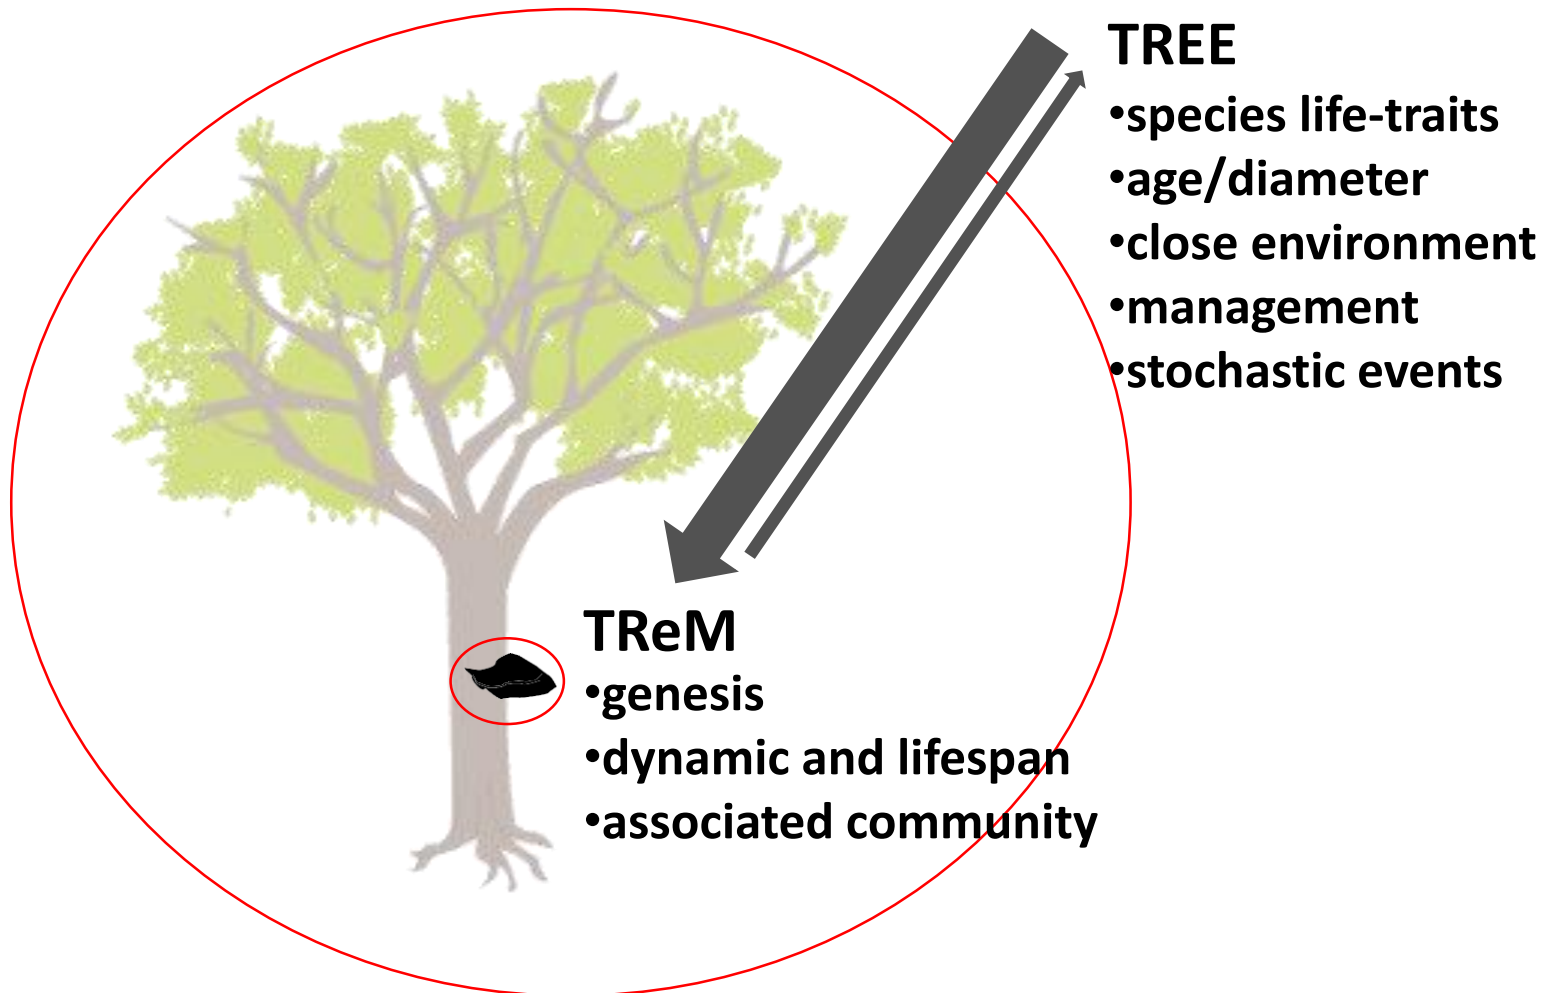 TREE
•species life-traits
•age/diameter
•close environment
•management
•stochastic events
TReM
•genesis
•dynamic and lifespan
•associated community